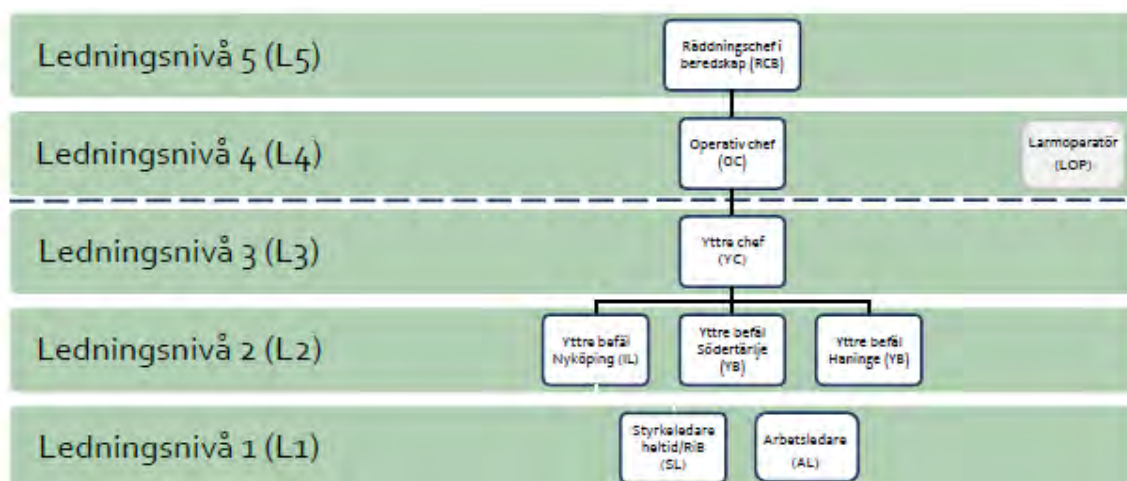 Ledningsnivå 5 (L5)
Räddningschef i
beredskap (RCB)
Ledningsnivå 4 (L4)
Operativ chef
(OC)
Larmoperatör
(LOP)
Ledningsnivå 3 (L3)
Yttre chef
(YC)
Ledningsnivå 2 (L2)
Yttre befäl
Nyköping (IL)
Yttre befäl
Södertärlje
(YB)
Yttre befäl
Haninge (YB)
Ledningsnivå 1 (L1)
Styrkeledare
heltid/RiB
(SL)
Arbetsledare
(AL)